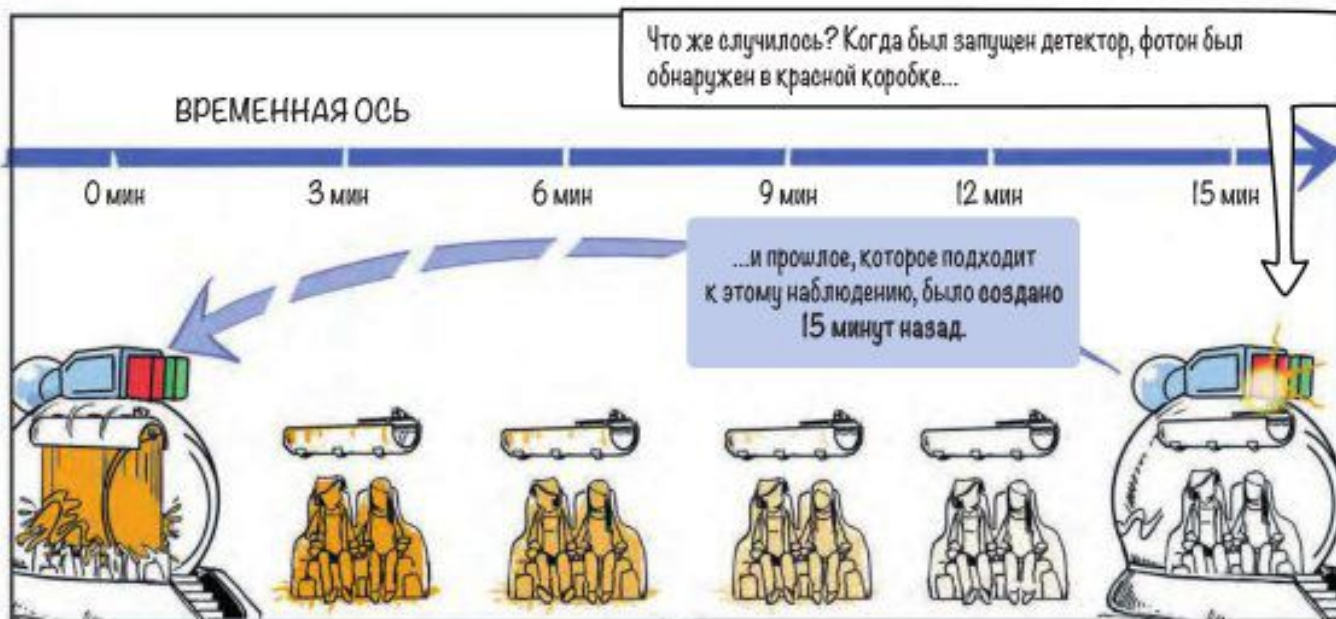 Что же случилось? Когда был запущен детектор, фотон был
обнаружен в красной коробке...
ВРЕМЕННАЯ ОСЬ
0 мин 3 мин 6 мин 9 мин 12 мин 15 мин
...и прошлое, которое подходит
к этому наблюдению, было создано
15 минут назад.